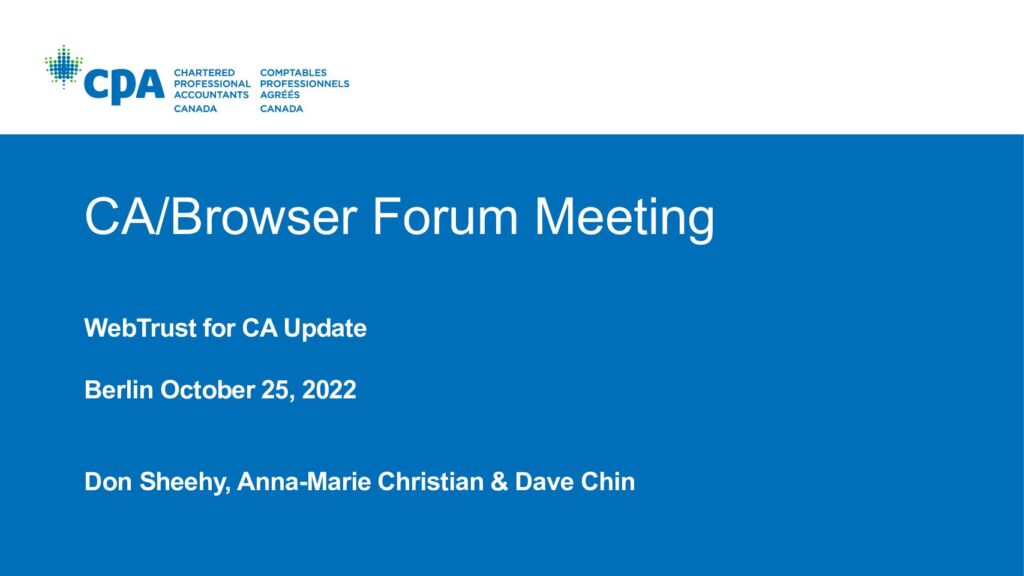 CPA
CHARTERED
PROFESSIONAL
ACCOUNTANTS
CANADA
COMPTABLES
PROFESSIONNELS
AGRÉÉS
CANADA
CA/Browser Forum Meeting
WebTrust for CA Update
Berlin October 25, 2022
Don Sheehy, Anna-Marie Christian & Dave Chin